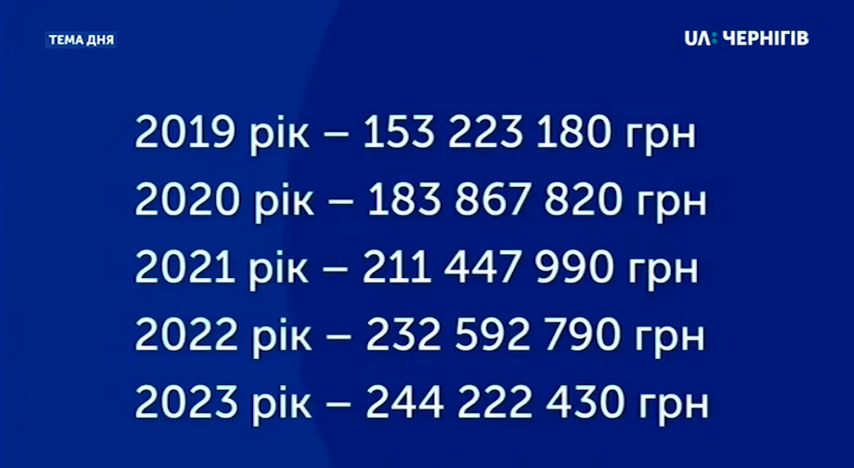 ТЕМА ДНЯ
UA: ЧЕРНІГІВ
2019 рік – 153 223 180 грн
2020 рік – 183 867 820 грн
2021 рік – 211 447 990 грн
2022 рік – 232 592 790 грн
2023 рік – 244 222 430 грн